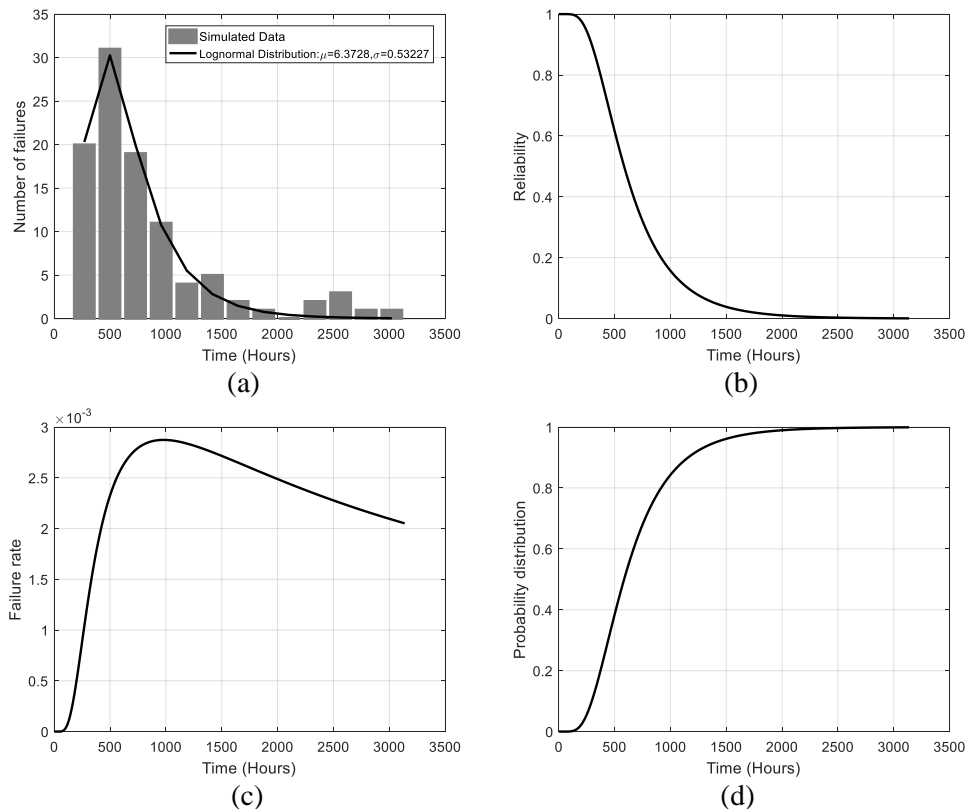 35
30
25
20
15
10
5
0
Number of failures
Simulated Data
Lognormal Distribution:μ=6.3728,σ=0.53227
0 500 1000 1500 2000 2500 3000 3500
Time (Hours)
(a)
1
0.8
0.6
0.4
0.2
0
Reliability
0 500 1000 1500 2000 2500 3000 3500
Time (Hours)
(b)
×10⁻³
3
2.5
2
1.5
1
0.5
0
Failure rate
0 500 1000 1500 2000 2500 3000 3500
Time (Hours)
(c)
1
0.8
0.6
0.4
0.2
0
Probability distribution
0 500 1000 1500 2000 2500 3000 3500
Time (Hours)
(d)